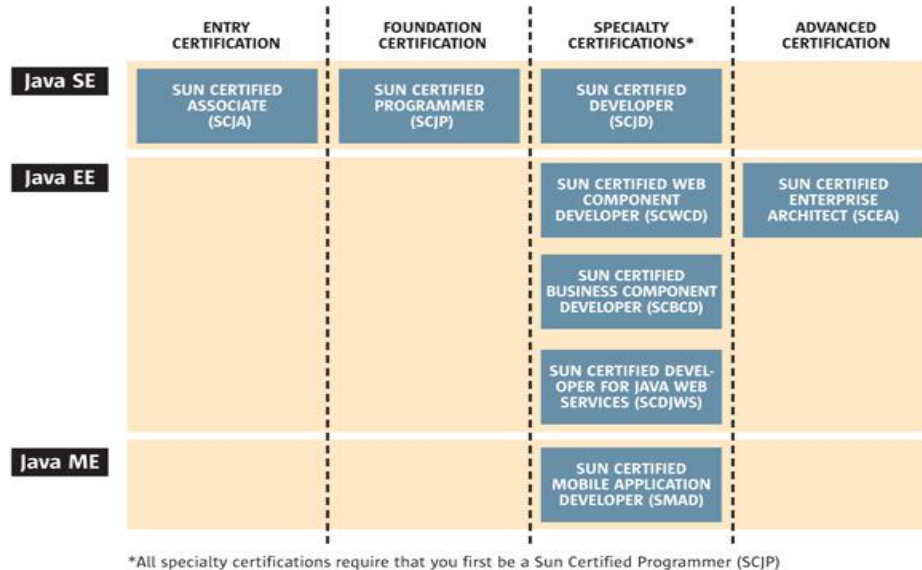 ENTRY
CERTIFICATION
FOUNDATION
CERTIFICATION
SPECIALTY
CERTIFICATIONS*
ADVANCED
CERTIFICATION
Java SE
SUN CERTIFIED
ASSOCIATE
(SCJA)
SUN CERTIFIED
PROGRAMMER
(SCJP)
SUN CERTIFIED
DEVELOPER
(SCJD)
Java EE
SUN CERTIFIED WEB
COMPONENT
DEVELOPER (SCWCD)
SUN CERTIFIED
ENTERPRISE
ARCHITECT (SCEA)
SUN CERTIFIED
BUSINESS COMPONENT
DEVELOPER (SCBCD)
SUN CERTIFIED DEVEL-
OPER FOR JAVA WEB
SERVICES (SCDJWS)
Java ME
SUN CERTIFIED
MOBILE APPLICATION
DEVELOPER (SMAD)
*All specialty certifications require that you first be a Sun Certified Programmer (SCJP)